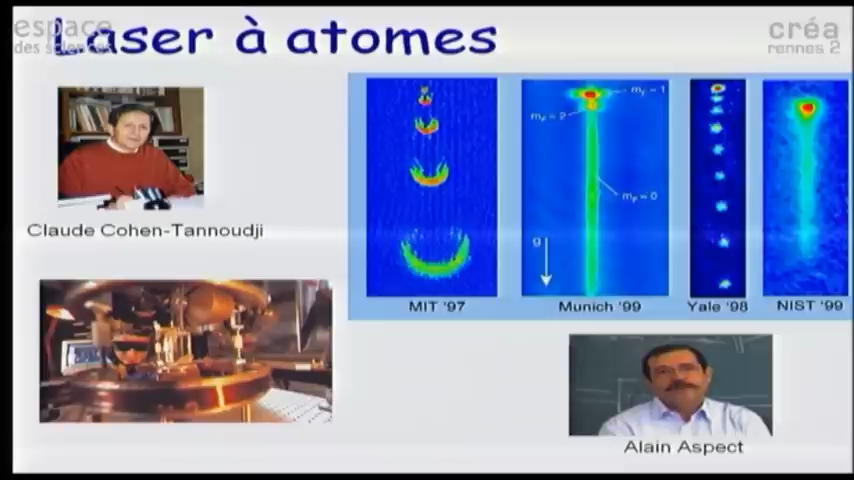 espace
des sciences
Laser à atomes
créa
rennes 2
Claude Cohen-Tannoudji
m_F = 1
m_F = 2
m_F = 0
g
MIT '97
Munich '99
Yale '98
NIST '99
Alain Aspect